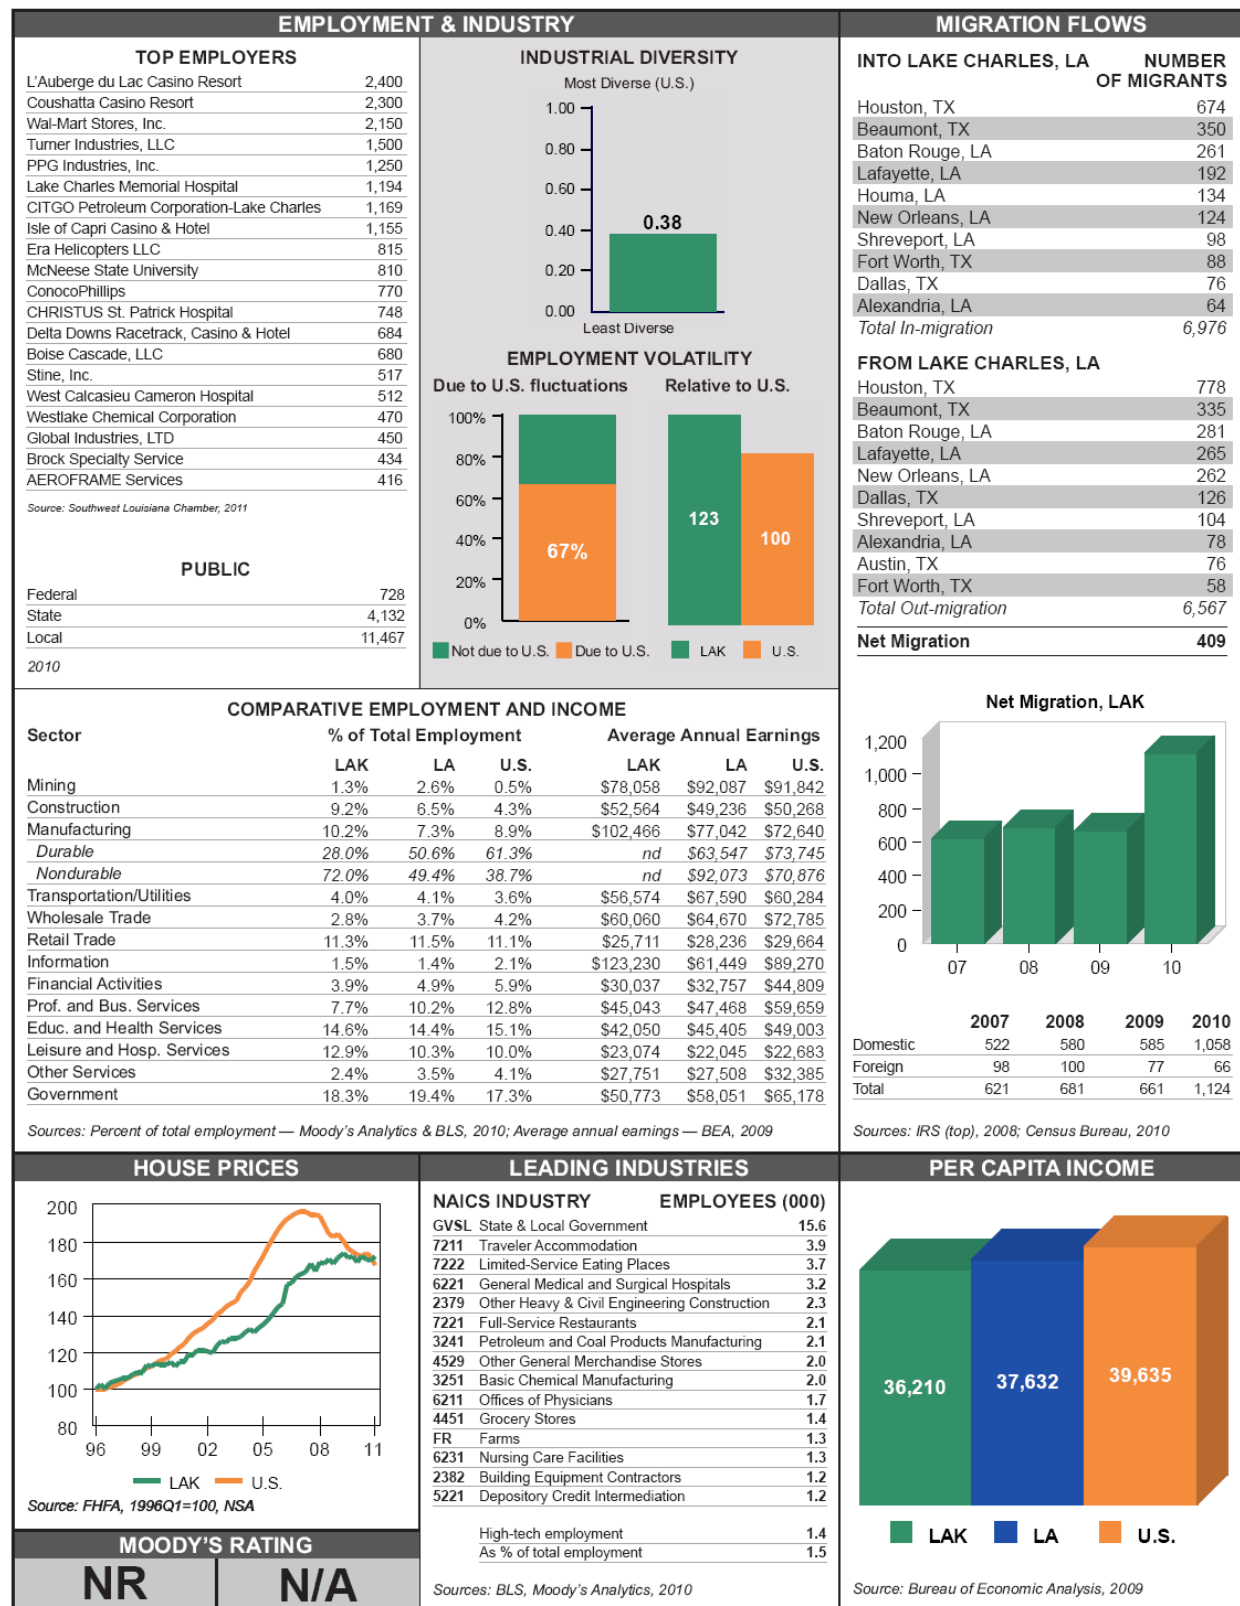 EMPLOYMENT & INDUSTRY
TOP EMPLOYERS
L'Auberge du Lac Casino Resort 2,400
Coushatta Casino Resort 2,300
Wal-Mart Stores, Inc. 2,150
Turner Industries, LLC 1,500
PPG Industries, Inc. 1,250
Lake Charles Memorial Hospital 1,194
CITGO Petroleum Corporation-Lake Charles 1,169
Isle of Capri Casino & Hotel 1,155
Era Helicopters LLC 815
McNeese State University 810
ConocoPhillips 770
CHRISTUS St. Patrick Hospital 748
Delta Downs Racetrack, Casino & Hotel 684
Boise Cascade, LLC 680
Stine, Inc. 517
West Calcasieu Cameron Hospital 512
Westlake Chemical Corporation 470
Global Industries, LTD 450
Brock Specialty Service 434
AEROFRAME Services 416
Source: Southwest Louisiana Chamber, 2011
PUBLIC
Federal 728
State 4,132
Local 11,467
2010
INDUSTRIAL DIVERSITY
Most Diverse (U.S.)
1.00
0.80
0.60
0.40
0.20
0.00
0.38
Least Diverse
EMPLOYMENT VOLATILITY
Due to U.S. fluctuations Relative to U.S.
100%
80%
60%
40%
20%
0%
67%
123
100
Not due to U.S. Due to U.S. LAK U.S.
MIGRATION FLOWS
INTO LAKE CHARLES, LA NUMBER
OF MIGRANTS
Houston, TX 674
Beaumont, TX 350
Baton Rouge, LA 261
Lafayette, LA 192
Houma, LA 134
New Orleans, LA 124
Shreveport, LA 98
Fort Worth, TX 88
Dallas, TX 76
Alexandria, LA 64
Total In-migration 6,976
FROM LAKE CHARLES, LA
Houston, TX 778
Beaumont, TX 335
Baton Rouge, LA 281
Lafayette, LA 265
New Orleans, LA 262
Dallas, TX 126
Shreveport, LA 104
Alexandria, LA 78
Austin, TX 76
Fort Worth, TX 58
Total Out-migration 6,567
Net Migration 409
Net Migration, LAK
1,200
1,000
800
600
400
200
0
07 08 09 10
2007 2008 2009 2010
Domestic 522 580 585 1,058
Foreign 98 100 77 66
Total 621 681 661 1,124
Sources: IRS (top), 2008; Census Bureau, 2010
COMPARATIVE EMPLOYMENT AND INCOME
Sector % of Total Employment Average Annual Earnings
LAK LA U.S. LAK LA U.S.
Mining 1.3% 2.6% 0.5% $78,058 $92,087 $91,842
Construction 9.2% 6.5% 4.3% $52,564 $49,236 $50,268
Manufacturing 10.2% 7.3% 8.9% $102,466 $77,042 $72,640
Durable 28.0% 50.6% 61.3% nd $63,547 $73,745
Nondurable 72.0% 49.4% 38.7% nd $92,073 $70,876
Transportation/Utilities 4.0% 4.1% 3.6% $56,574 $67,590 $60,284
Wholesale Trade 2.8% 3.7% 4.2% $60,060 $64,670 $72,785
Retail Trade 11.3% 11.5% 11.1% $25,711 $28,236 $29,664
Information 1.5% 1.4% 2.1% $123,230 $61,449 $89,270
Financial Activities 3.9% 4.9% 5.9% $30,037 $32,757 $44,809
Prof. and Bus. Services 7.7% 10.2% 12.8% $45,043 $47,468 $59,659
Educ. and Health Services 14.6% 14.4% 15.1% $42,050 $45,405 $49,003
Leisure and Hosp. Services 12.9% 10.3% 10.0% $23,074 $22,045 $22,683
Other Services 2.4% 3.5% 4.1% $27,751 $27,508 $32,385
Government 18.3% 19.4% 17.3% $50,773 $58,051 $65,178
Sources: Percent of total employment — Moody's Analytics & BLS, 2010; Average annual earnings — BEA, 2009
HOUSE PRICES
200
180
160
140
120
100
80
96 99 02 05 08 11
LAK U.S.
Source: FHFA, 1996Q1=100, NSA
MOODY'S RATING
NR N/A
LEADING INDUSTRIES
NAICS INDUSTRY EMPLOYEES (000)
GVSL State & Local Government 15.6
7211 Traveler Accommodation 3.9
7222 Limited-Service Eating Places 3.7
6221 General Medical and Surgical Hospitals 3.2
2379 Other Heavy & Civil Engineering Construction 2.3
7221 Full-Service Restaurants 2.1
3241 Petroleum and Coal Products Manufacturing 2.1
4529 Other General Merchandise Stores 2.0
3251 Basic Chemical Manufacturing 2.0
6211 Offices of Physicians 1.7
4451 Grocery Stores 1.4
FR Farms 1.3
6231 Nursing Care Facilities 1.3
2382 Building Equipment Contractors 1.2
5221 Depository Credit Intermediation 1.2
High-tech employment 1.4
As % of total employment 1.5
Sources: BLS, Moody's Analytics, 2010
PER CAPITA INCOME
36,210
37,632
39,635
LAK LA U.S.
Source: Bureau of Economic Analysis, 2009